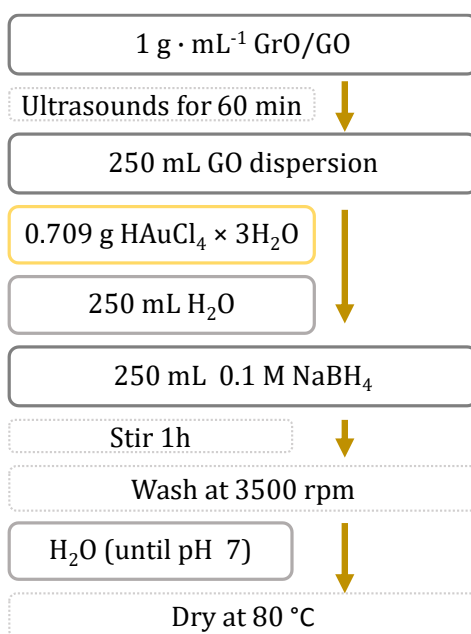 1 g · mL⁻¹ GrO/GO
Ultrasounds for 60 min
250 mL GO dispersion
0.709 g HAuCl₄ × 3H₂O
250 mL H₂O
250 mL 0.1 M NaBH₄
Stir 1h
Wash at 3500 rpm
H₂O (until pH 7)
Dry at 80 °C